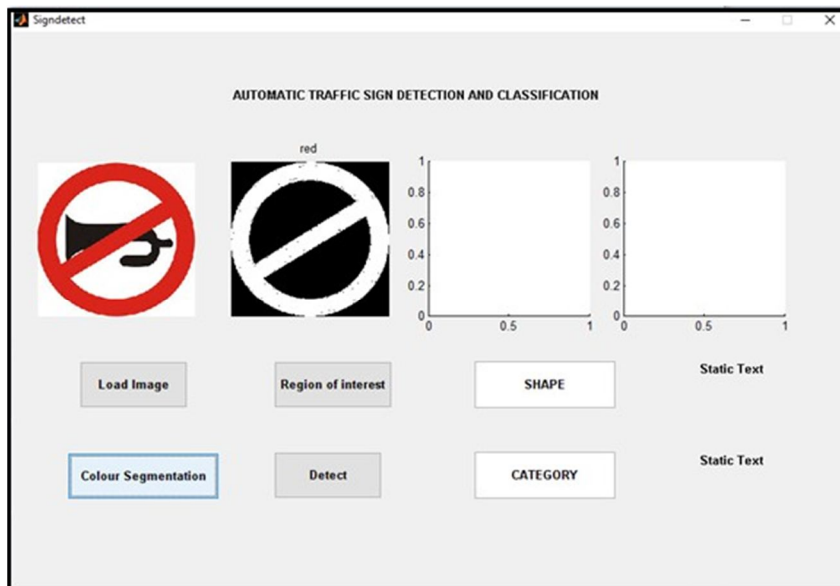 Signdetect
AUTOMATIC TRAFFIC SIGN DETECTION AND CLASSIFICATION
red
1
0.8
0.6
0.4
0.2
0
0 0.5 1
1
0.8
0.6
0.4
0.2
0
0 0.5 1
Load Image
Region of interest
SHAPE
Static Text
Colour Segmentation
Detect
CATEGORY
Static Text